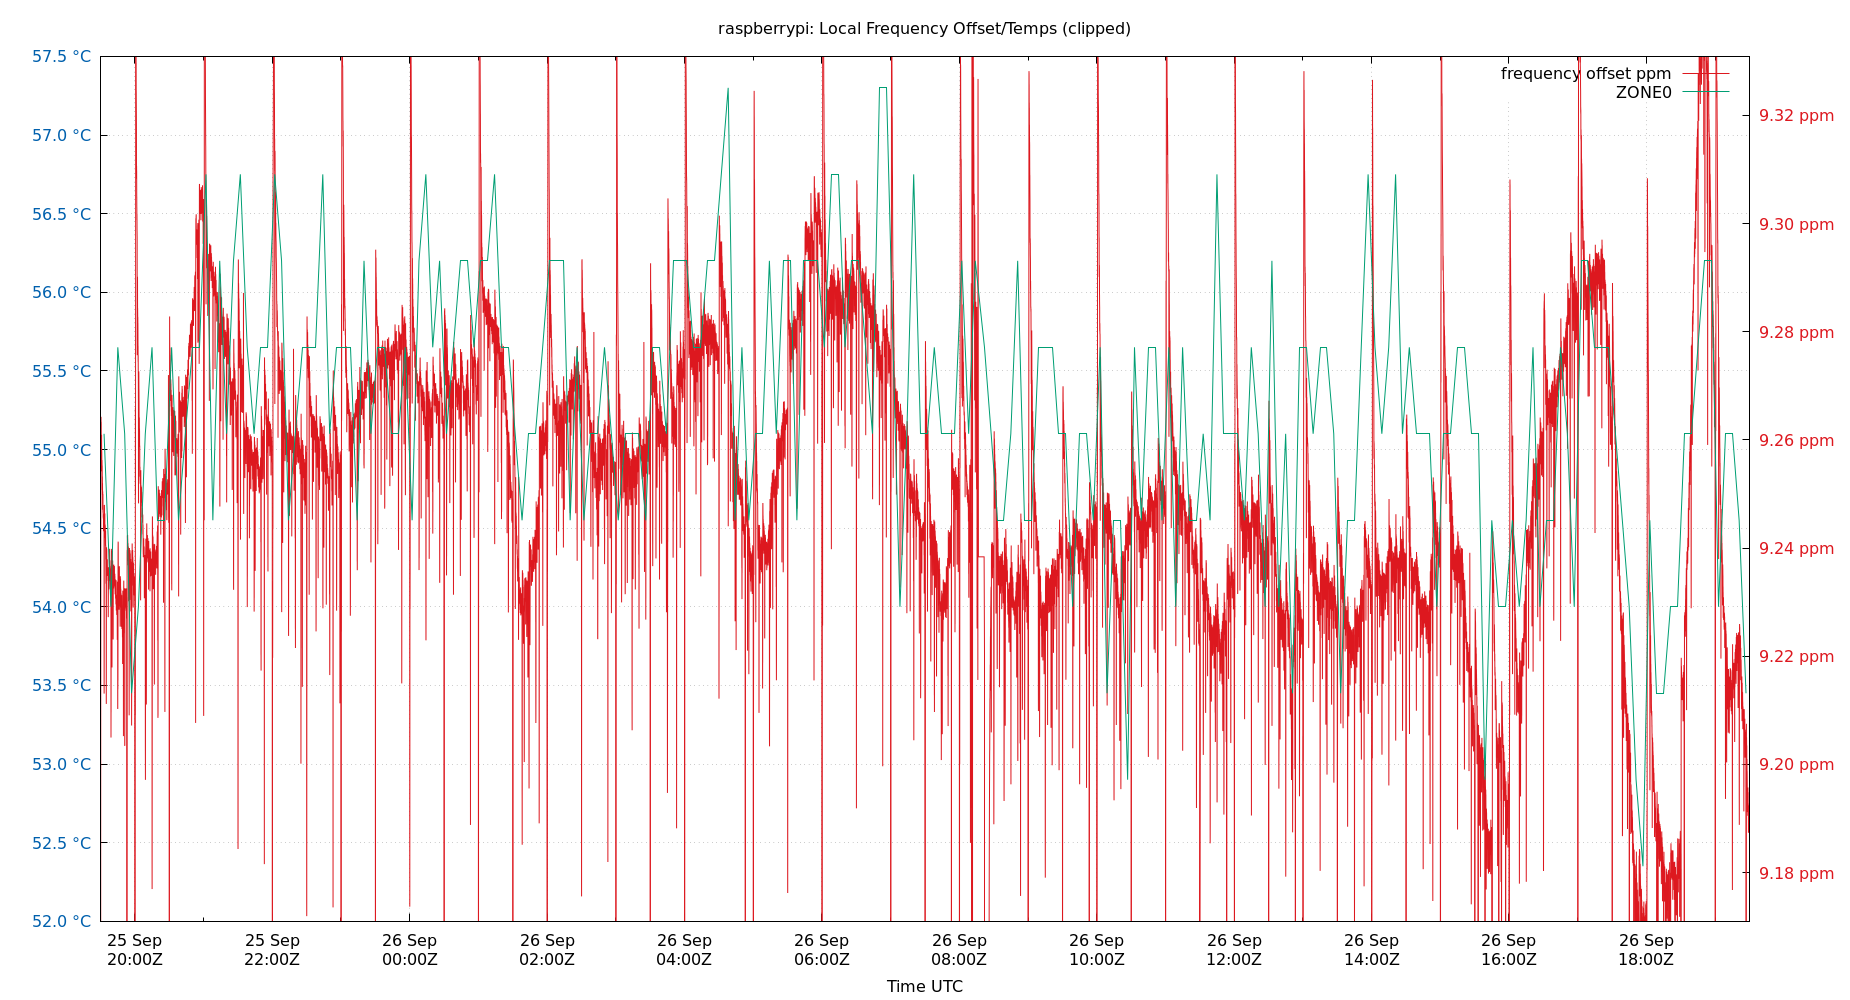 raspberrypi: Local Frequency Offset/Temps (clipped)
57.5 °C
57.0 °C
56.5 °C
56.0 °C
55.5 °C
55.0 °C
54.5 °C
54.0 °C
53.5 °C
53.0 °C
52.5 °C
52.0 °C
frequency offset ppm
ZONE0
9.32 ppm
9.30 ppm
9.28 ppm
9.26 ppm
9.24 ppm
9.22 ppm
9.20 ppm
9.18 ppm
25 Sep
20:00Z
25 Sep
22:00Z
26 Sep
00:00Z
26 Sep
02:00Z
26 Sep
04:00Z
26 Sep
06:00Z
26 Sep
08:00Z
26 Sep
10:00Z
26 Sep
12:00Z
26 Sep
14:00Z
26 Sep
16:00Z
26 Sep
18:00Z
Time UTC